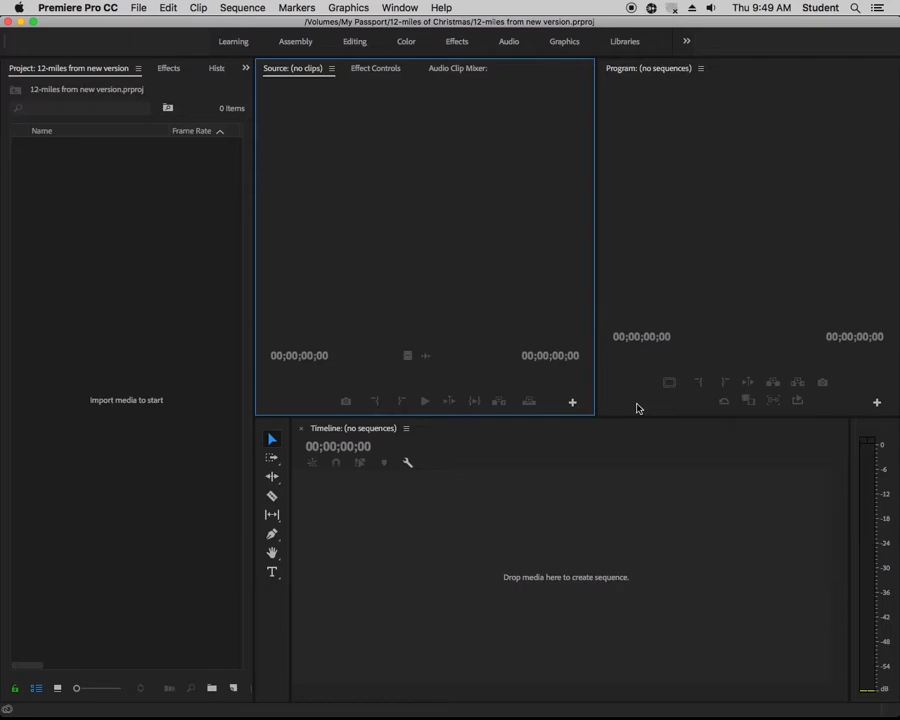 Premiere Pro CC File Edit Clip Sequence Markers Graphics Window Help Thu 9:49 AM Student
/Volumes/My Passport/12-miles of Christmas/12-miles from new version.prproj
Learning Assembly Editing Color Effects Audio Graphics Libraries
Project: 12-miles from new version Effects Histc
Source: (no clips) Effect Controls Audio Clip Mixer:
Program: (no sequences)
12-miles from new version.prproj
0 Items
Name Frame Rate
Import media to start
00;00;00;00 00;00;00;00
00;00;00;00 00;00;00;00
Timeline: (no sequences)
00;00;00;00
Drop media here to create sequence.
T
0
-6
-12
-18
-24
-30
-36
-42
-48
-54
dB